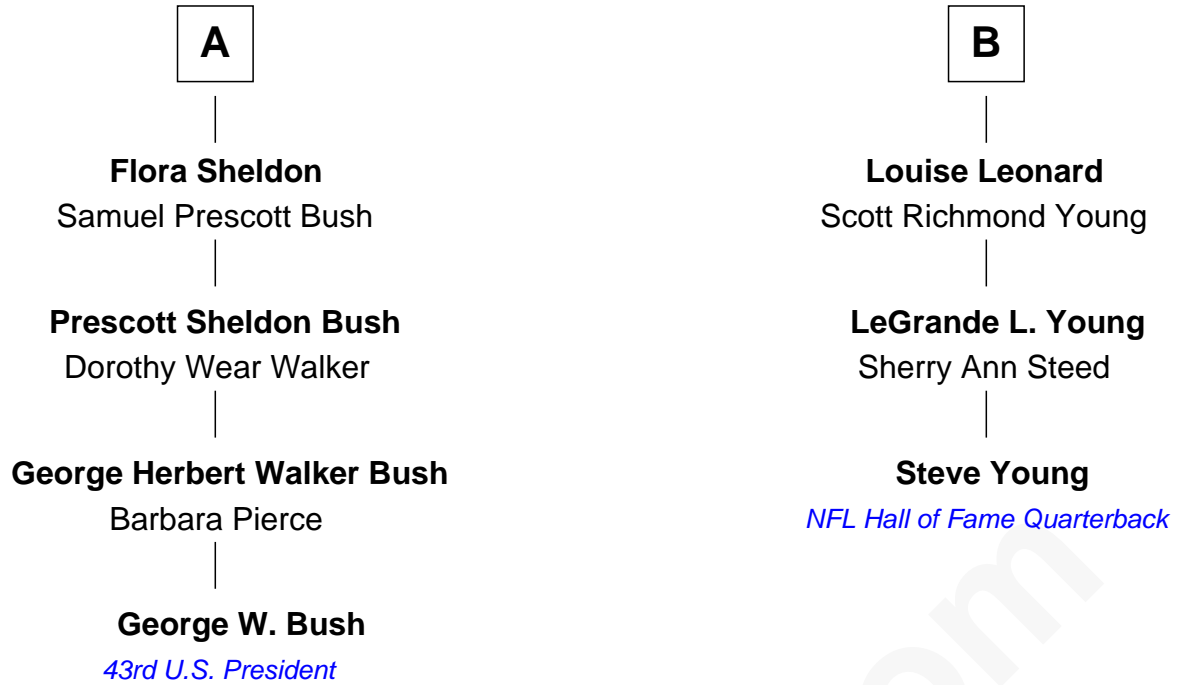 A
Flora Sheldon
Samuel Prescott Bush
Prescott Sheldon Bush
Dorothy Wear Walker
George Herbert Walker Bush
Barbara Pierce
George W. Bush
43rd U.S. President
B
Louise Leonard
Scott Richmond Young
LeGrande L. Young
Sherry Ann Steed
Steve Young
NFL Hall of Fame Quarterback
om